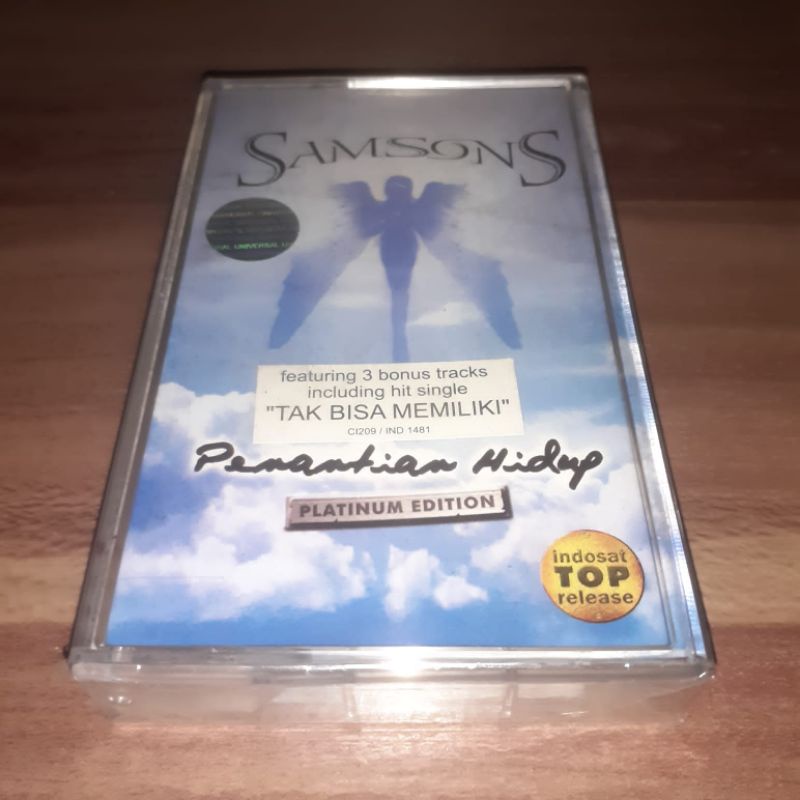 SAMSONS
UNIVERSAL
featuring 3 bonus tracks
including hit single
"TAK BISA MEMILIKI"
CI209 / IND 1481
Penantian Hidup
PLATINUM EDITION
indosat
TOP
release